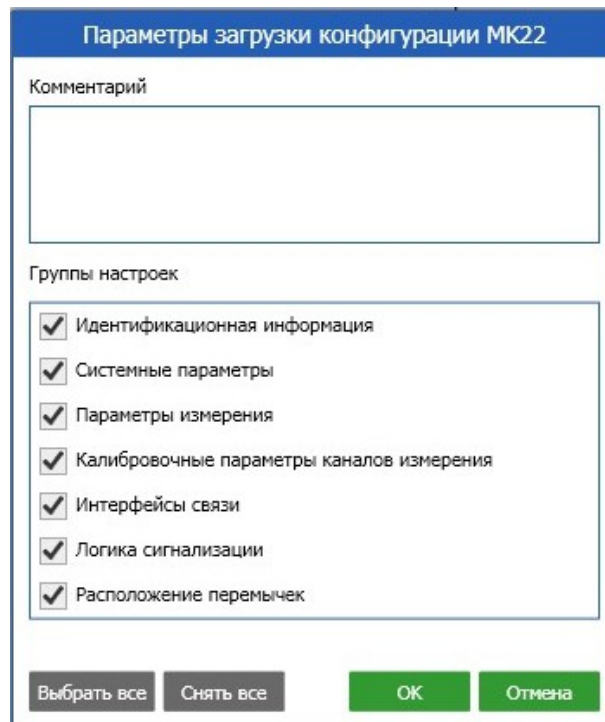 Параметры загрузки конфигурации МК22
Комментарий
Группы настроек
Идентификационная информация
Системные параметры
Параметры измерения
Калибровочные параметры каналов измерения
Интерфейсы связи
Логика сигнализации
Расположение перемычек
Выбрать все Снять все ОК Отмена